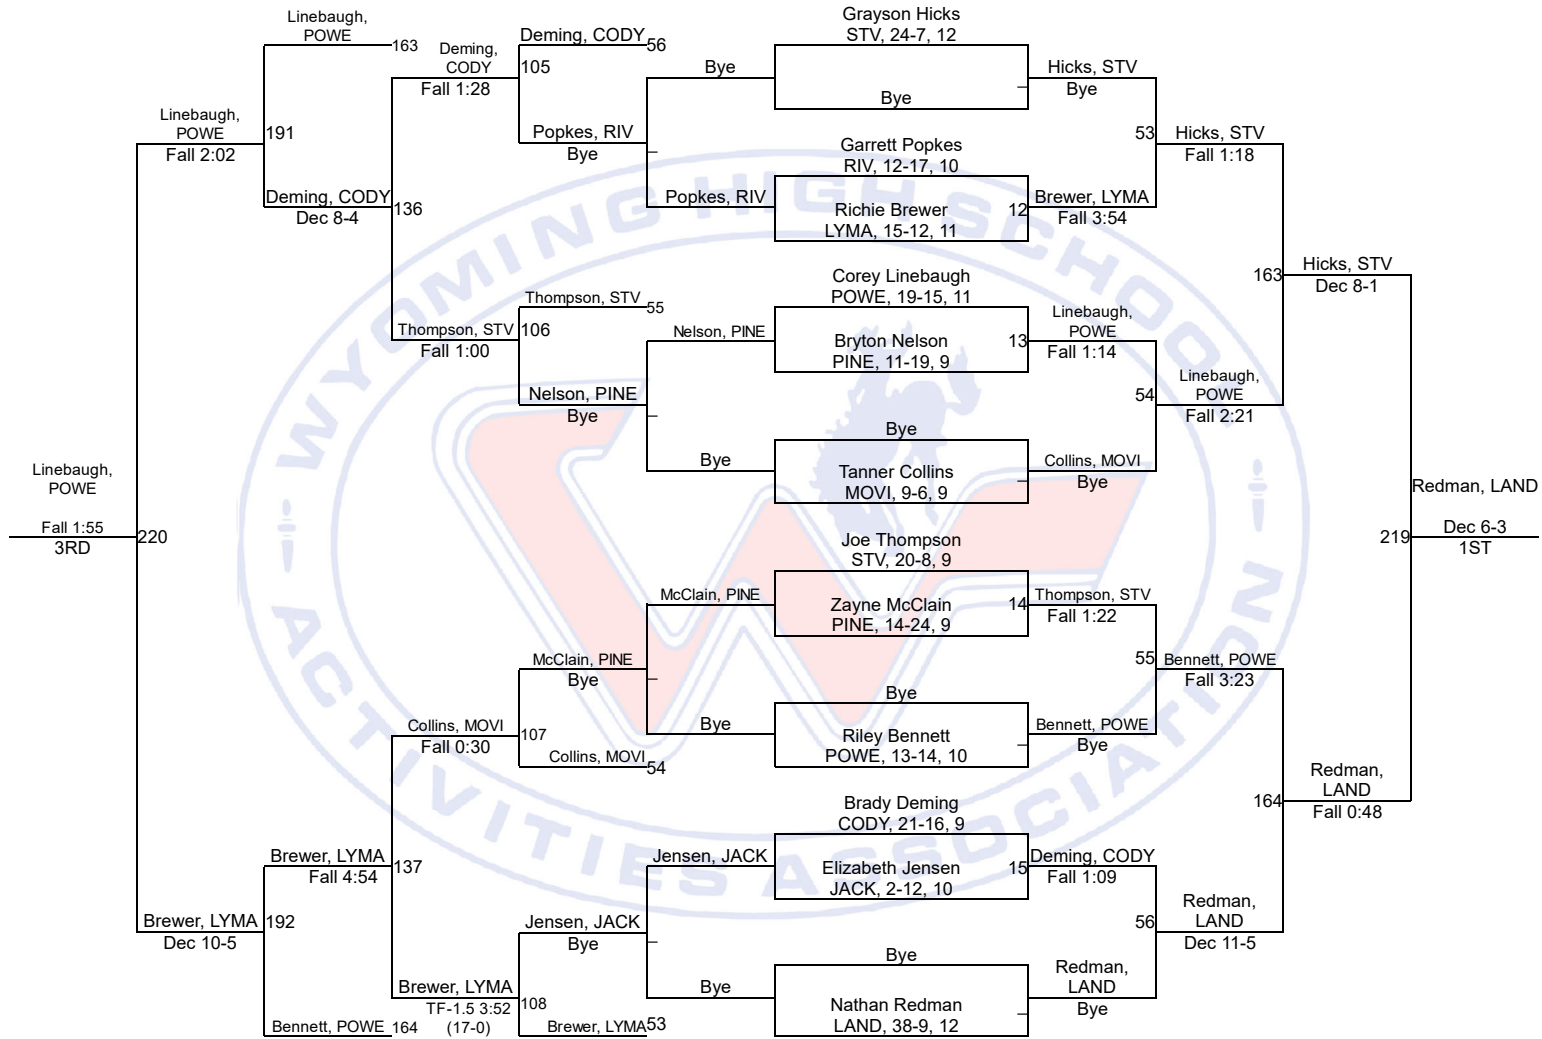 Linebaugh,
POWE
163
Deming,
CODY
Fall 1:28
Deming, CODY
56
105
Popkes, RIV
Bye
Bye
Popkes, RIV
Linebaugh,
POWE
Fall 2:02
191
Deming, CODY
Dec 8-4
136
Thompson, STV
Fall 1:00
Thompson, STV
55
106
Nelson, PINE
Bye
Nelson, PINE
Bye
Linebaugh,
POWE
Fall 1:55
3RD
220
McClain, PINE
McClain, PINE
Bye
Bye
Collins, MOVI
Fall 0:30
107
Collins, MOVI
54
Brewer, LYMA
Fall 4:54
137
Brewer, LYMA
Dec 10-5
192
Bennett, POWE
164
Brewer, LYMA
TF-1.5 3:52
(17-0)
108
Jensen, JACK
Bye
Jensen, JACK
Bye
Brewer, LYMA
53
Grayson Hicks
STV, 24-7, 12
Bye
Hicks, STV
Bye
Garrett Popkes
RIV, 12-17, 10
Richie Brewer
LYMA, 15-12, 11
12
Brewer, LYMA
Fall 3:54
53
Hicks, STV
Fall 1:18
Corey Linebaugh
POWE, 19-15, 11
Bryton Nelson
PINE, 11-19, 9
13
Linebaugh,
POWE
Fall 1:14
Bye
Tanner Collins
MOVI, 9-6, 9
Collins, MOVI
Bye
54
Linebaugh,
POWE
Fall 2:21
163
Hicks, STV
Dec 8-1
Joe Thompson
STV, 20-8, 9
Zayne McClain
PINE, 14-24, 9
14
Thompson, STV
Fall 1:22
Bye
Riley Bennett
POWE, 13-14, 10
Bennett, POWE
Bye
55
Bennett, POWE
Fall 3:23
Brady Deming
CODY, 21-16, 9
Elizabeth Jensen
JACK, 2-12, 10
15
Deming, CODY
Fall 1:09
Bye
Nathan Redman
LAND, 38-9, 12
Redman,
LAND
Bye
56
Redman,
LAND
Dec 11-5
164
Redman,
LAND
Fall 0:48
219
Redman, LAND
Dec 6-3
1ST
WYOMING HIGH SCHOOL
ACTIVITIES ASSOCIATION